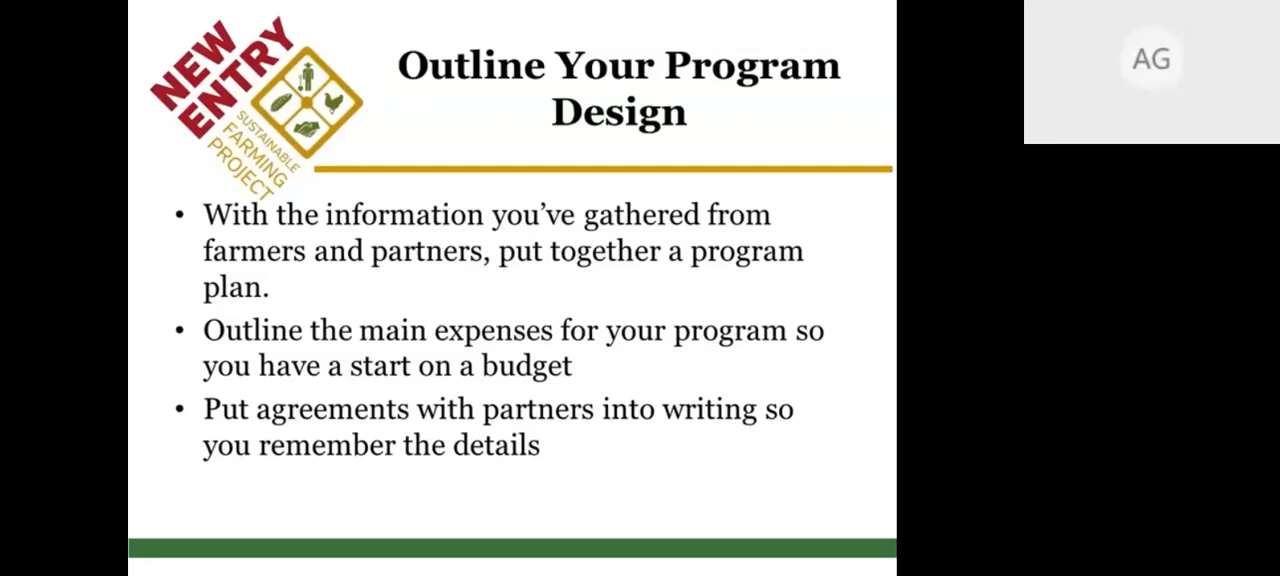 NEW
ENTRY
SUSTAINABLE
FARMING
PROJECT
Outline Your Program
Design
• With the information you’ve gathered from
farmers and partners, put together a program
plan.
• Outline the main expenses for your program so
you have a start on a budget
• Put agreements with partners into writing so
you remember the details
AG